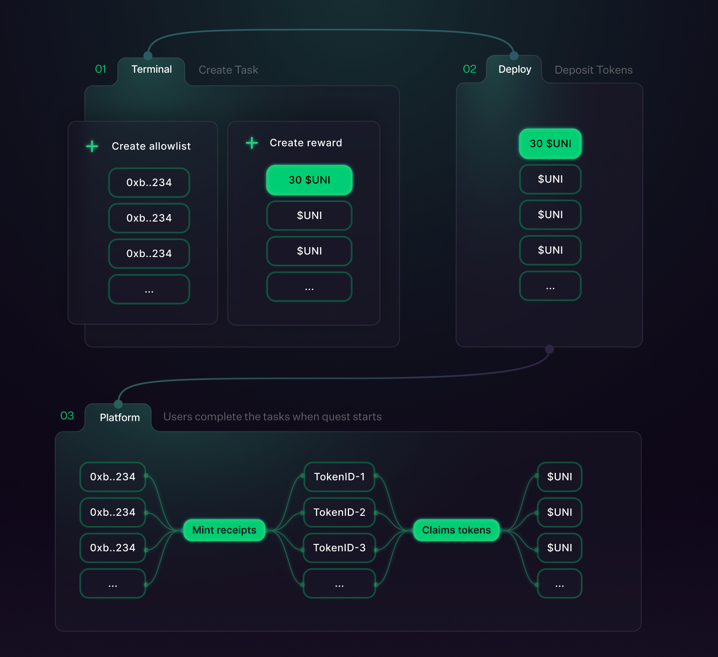 01 Terminal Create Task
Create allowlist
0xb..234
0xb..234
0xb..234
...
Create reward
30 $UNI
$UNI
$UNI
...
02 Deploy Deposit Tokens
30 $UNI
$UNI
$UNI
$UNI
...
03 Platform Users complete the tasks when quest starts
0xb..234
0xb..234
0xb..234
...
Mint receipts
TokenID-1
TokenID-2
TokenID-3
...
Claims tokens
$UNI
$UNI
$UNI
...